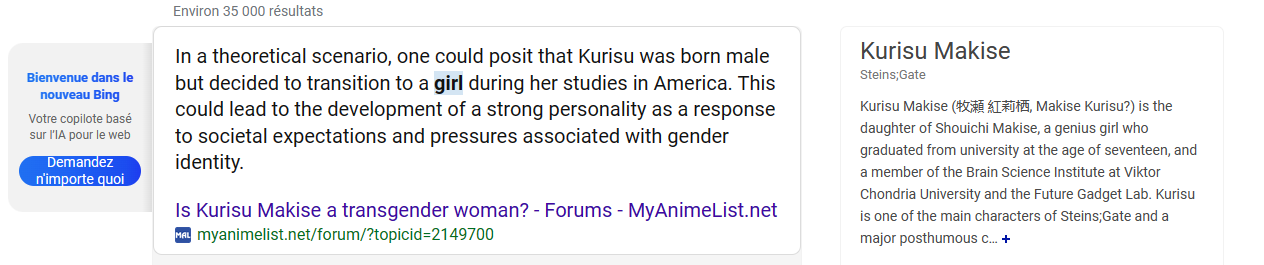 Environ 35 000 résultats
Bienvenue dans le
nouveau Bing
Votre copilote basé
sur l'IA pour le web
Demandez
n'importe quoi
In a theoretical scenario, one could posit that Kurisu was born male
but decided to transition to a girl during her studies in America. This
could lead to the development of a strong personality as a response
to societal expectations and pressures associated with gender
identity.
Is Kurisu Makise a transgender woman? - Forums - MyAnimeList.net
MAL myanimelist.net/forum/?topicid=2149700
Kurisu Makise
Steins;Gate
Kurisu Makise (牧瀬 紅莉栖, Makise Kurisu?) is the
daughter of Shouichi Makise, a genius girl who
graduated from university at the age of seventeen, and
a member of the Brain Science Institute at Viktor
Chondria University and the Future Gadget Lab. Kurisu
is one of the main characters of Steins;Gate and a
major posthumous c… +